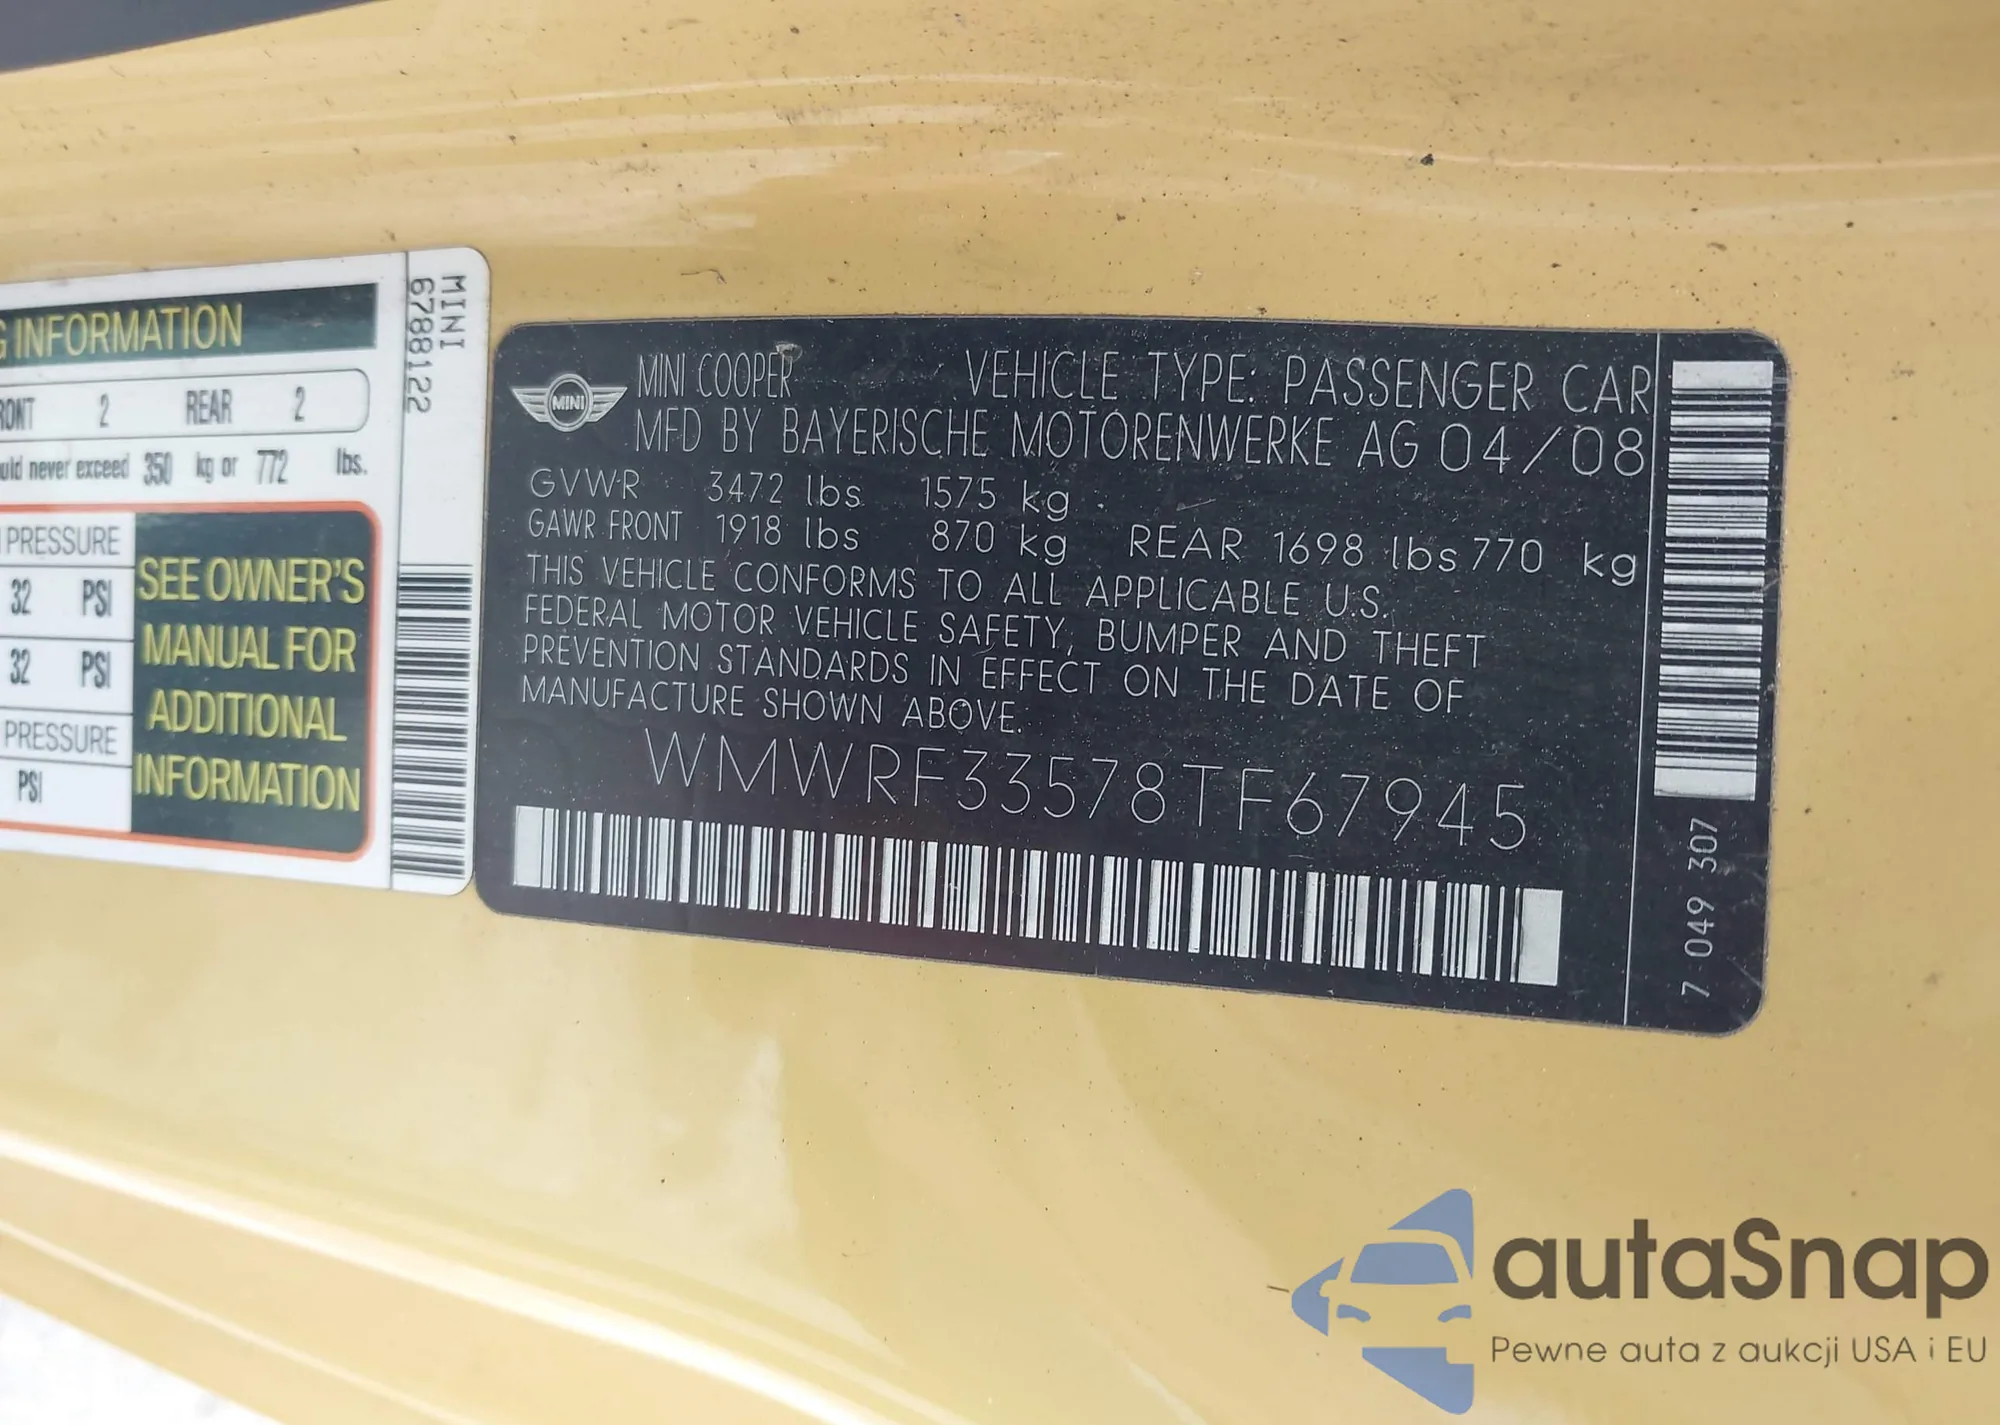 G INFORMATION
RONT 2 REAR 2
uld never exceed 350 kg or 772 lbs.
PRESSURE
32 PSI
32 PSI
PRESSURE
PSI
SEE OWNER'S
MANUAL FOR
ADDITIONAL
INFORMATION
MINI
6788122
MINI
MINI COOPER VEHICLE TYPE: PASSENGER CAR
MFD BY BAYERISCHE MOTORENWERKE AG 04/08
GVWR 3472 lbs 1575 kg
GAWR FRONT 1918 lbs 870 kg REAR 1698 lbs 770 kg
THIS VEHICLE CONFORMS TO ALL APPLICABLE U.S.
FEDERAL MOTOR VEHICLE SAFETY, BUMPER AND THEFT
PREVENTION STANDARDS IN EFFECT ON THE DATE OF
MANUFACTURE SHOWN ABOVE.
WMWRF33578TF67945
7 049 307
autaSnap
Pewne auta z aukcji USA i EU